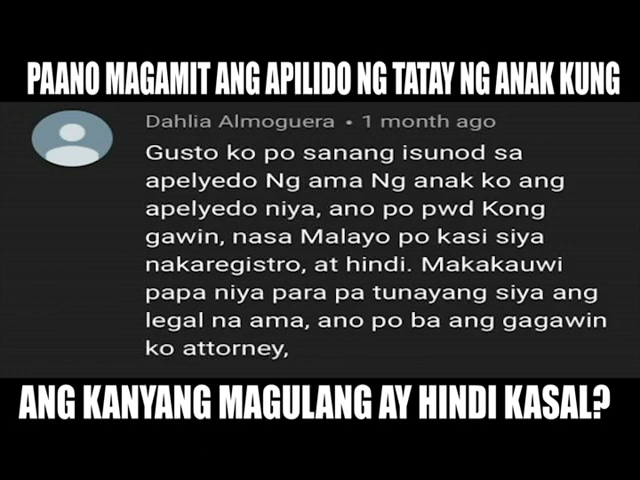 PAANO MAGAMIT ANG APILIDO NG TATAY NG ANAK KUNG
Dahlia Almoguera • 1 month ago
Gusto ko po sanang isunod sa
apelyedo Ng ama Ng anak ko ang
apelyedo niya, ano po pwd Kong
gawin, nasa Malayo po kasi siya
nakaregistro, at hindi. Makakauwi
papa niya para pa tunayang siya ang
legal na ama, ano po ba ang gagawin
ko attorney,
ANG KANYANG MAGULANG AY HINDI KASAL?